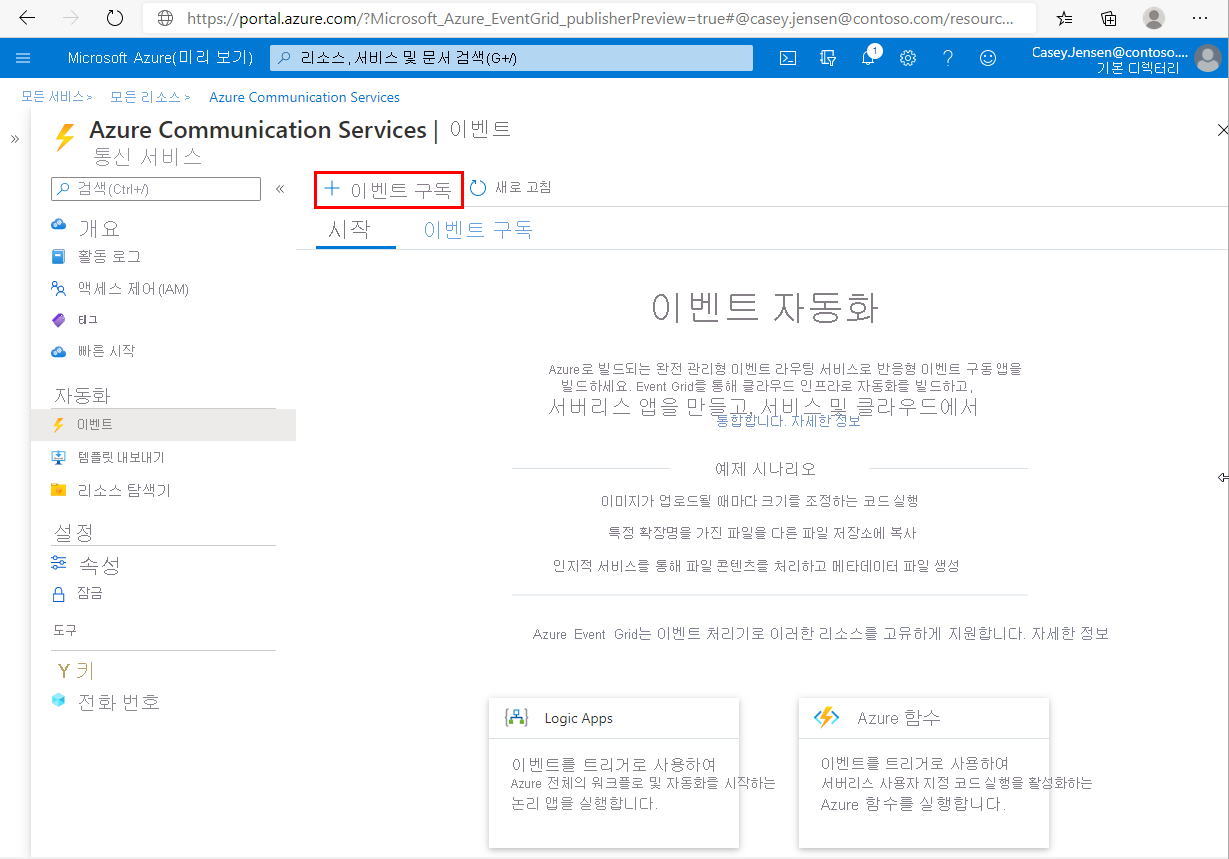 https://portal.azure.com/?Microsoft_Azure_EventGrid_publisherPreview=true#@casey.jensen@contoso.com/resourc...
Microsoft Azure(미리 보기)
리소스, 서비스 및 문서 검색(G+/)
1
Casey.Jensen@contoso....
기본 디렉터리
모든 서비스 > 모든 리소스 > Azure Communication Services
Azure Communication Services | 이벤트
통신 서비스
검색(Ctrl+/)
«
»
+ 이벤트 구독
새로 고침
시작
이벤트 구독
개요
활동 로그
액세스 제어(IAM)
태그
빠른 시작
자동화
이벤트
템플릿 내보내기
리소스 탐색기
설정
속성
잠금
도구
Y 키
전화 번호
이벤트 자동화
Azure로 빌드되는 완전 관리형 이벤트 라우팅 서비스로 반응형 이벤트 구동 앱을
빌드하세요. Event Grid를 통해 클라우드 인프라로 자동화를 빌드하고,
서버리스 앱을 만들고, 서비스 및 클라우드에서
통합합니다. 자세한 정보
예제 시나리오
이미지가 업로드될 때마다 크기를 조정하는 코드 실행
특정 확장명을 가진 파일을 다른 파일 저장소에 복사
인지적 서비스를 통해 파일 콘텐츠를 처리하고 메타데이터 파일 생성
Azure Event Grid는 이벤트 처리기로 이러한 리소스를 고유하게 지원합니다. 자세한 정보
Logic Apps
이벤트를 트리거로 사용하여
Azure 전체의 워크플로 및 자동화를 시작하는
논리 앱을 실행합니다.
Azure 함수
이벤트를 트리거로 사용하여
서버리스 사용자 지정 코드 실행을 활성화하는
Azure 함수를 실행합니다.